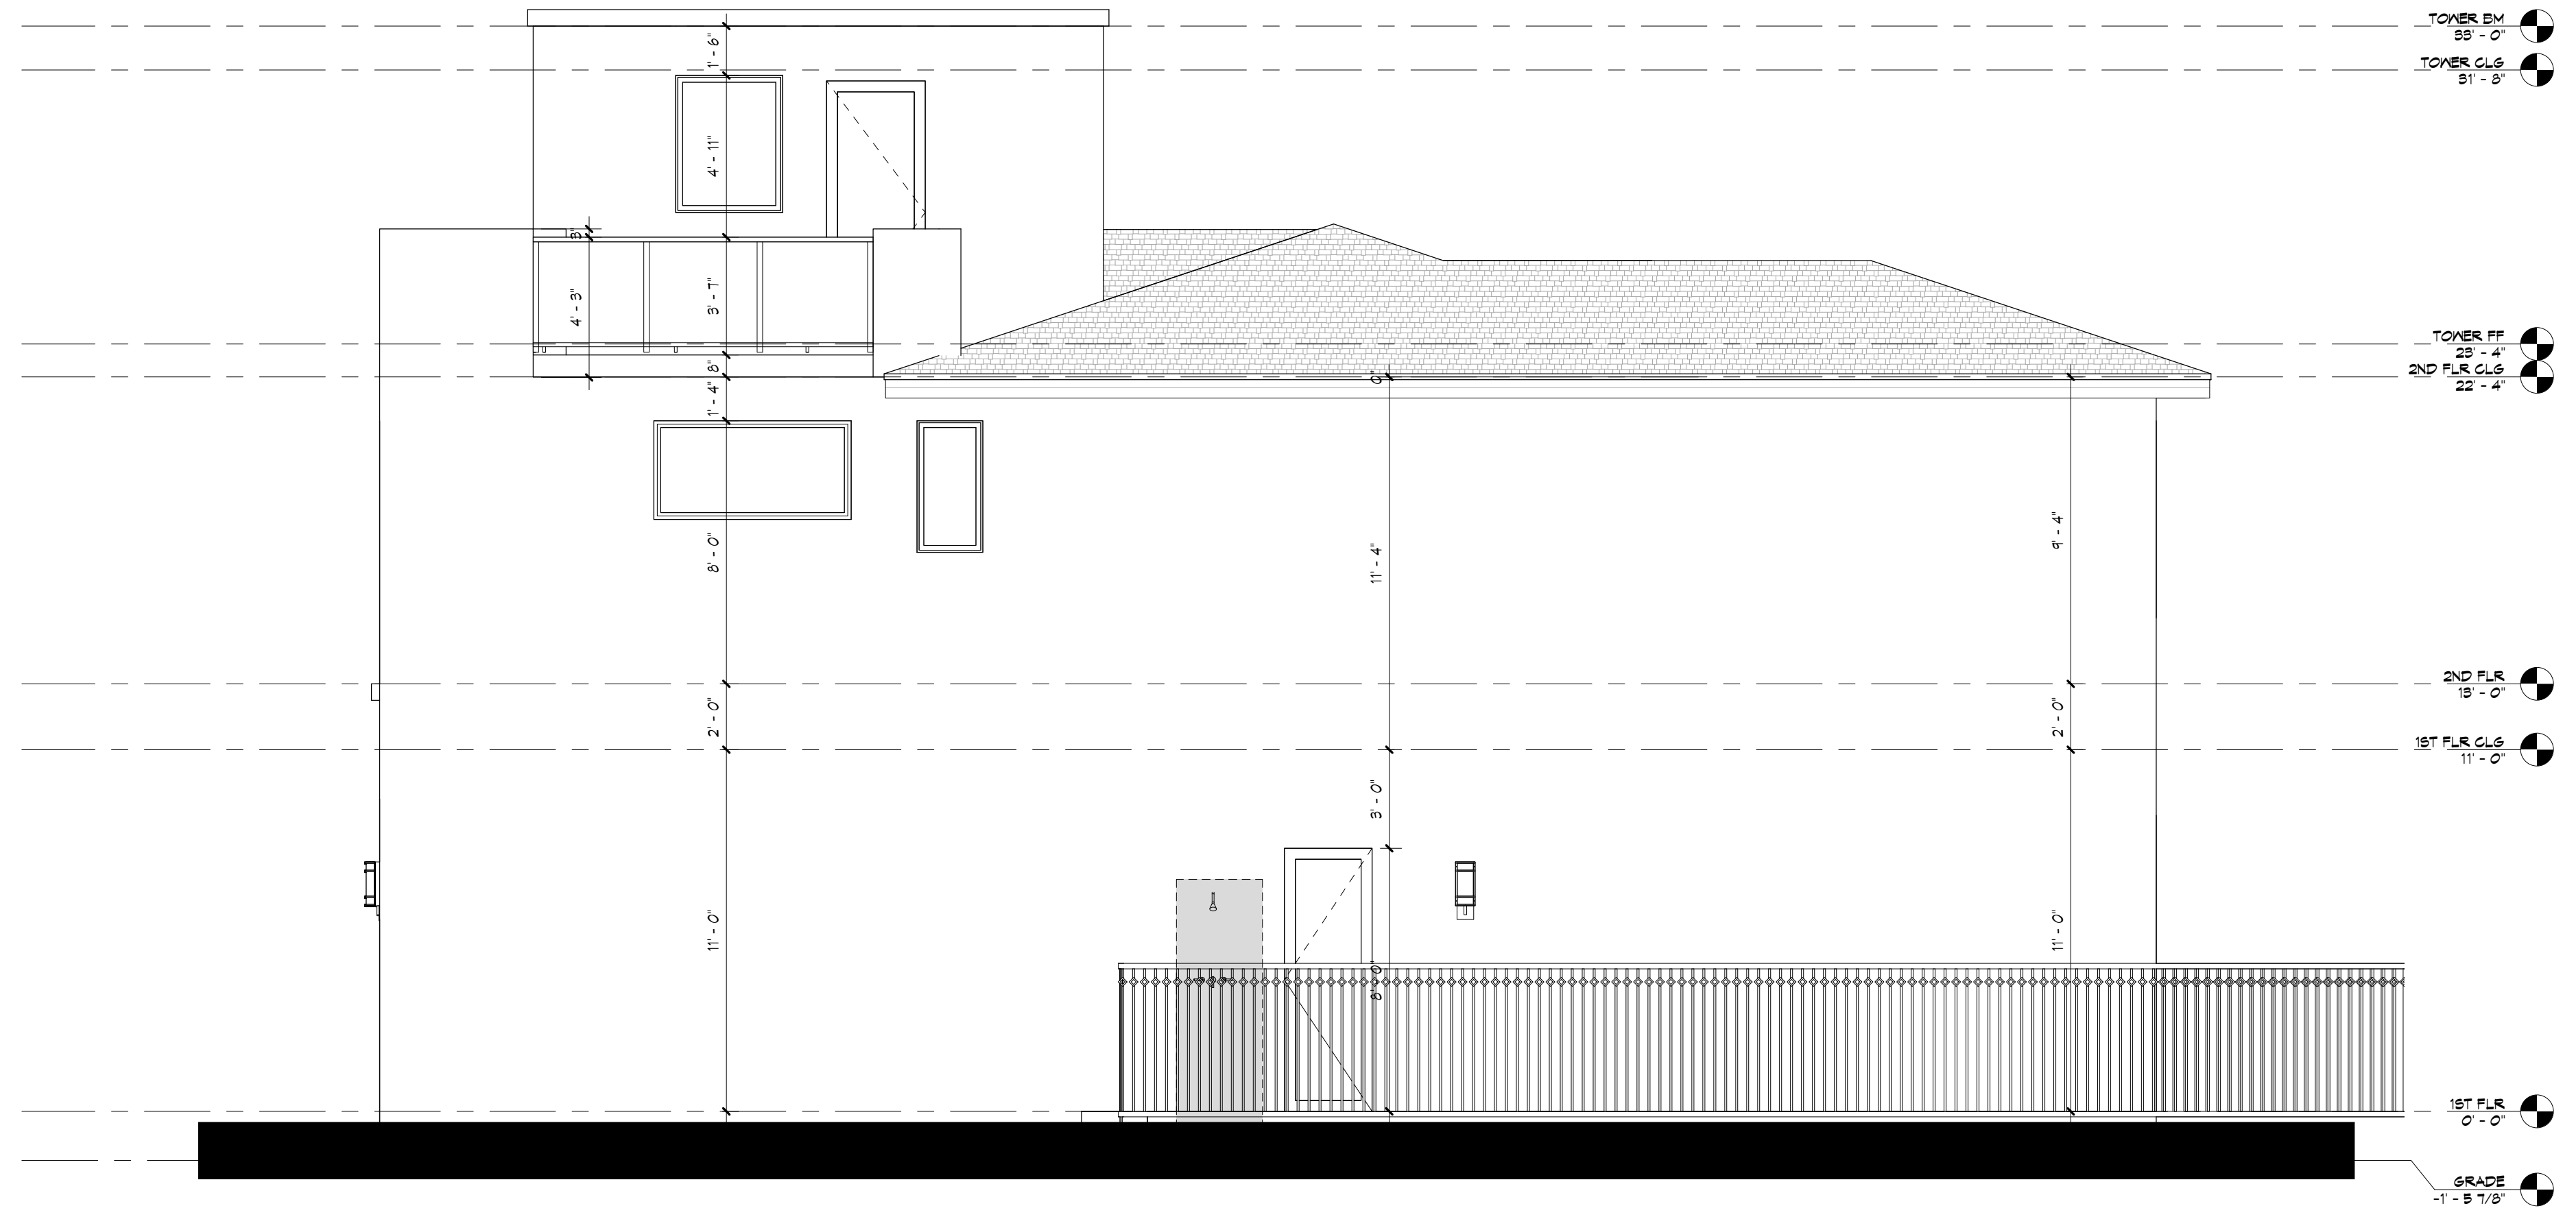 TOWER BM
33' - 0"
TOWER CLG
31' - 8"
1' - 6"
4' - 11"
3"
4' - 3"
3' - 7"
8"
1' - 4"
0"
TOWER FF
23' - 4"
2ND FLR CLG
22' - 4"
8' - 0"
11' - 4"
9' - 4"
2ND FLR
13' - 0"
2' - 0"
2' - 0"
1ST FLR CLG
11' - 0"
3' - 0"
11' - 0"
8' - 0"
11' - 0"
1ST FLR
0' - 0"
GRADE
-1' - 5 7/8"